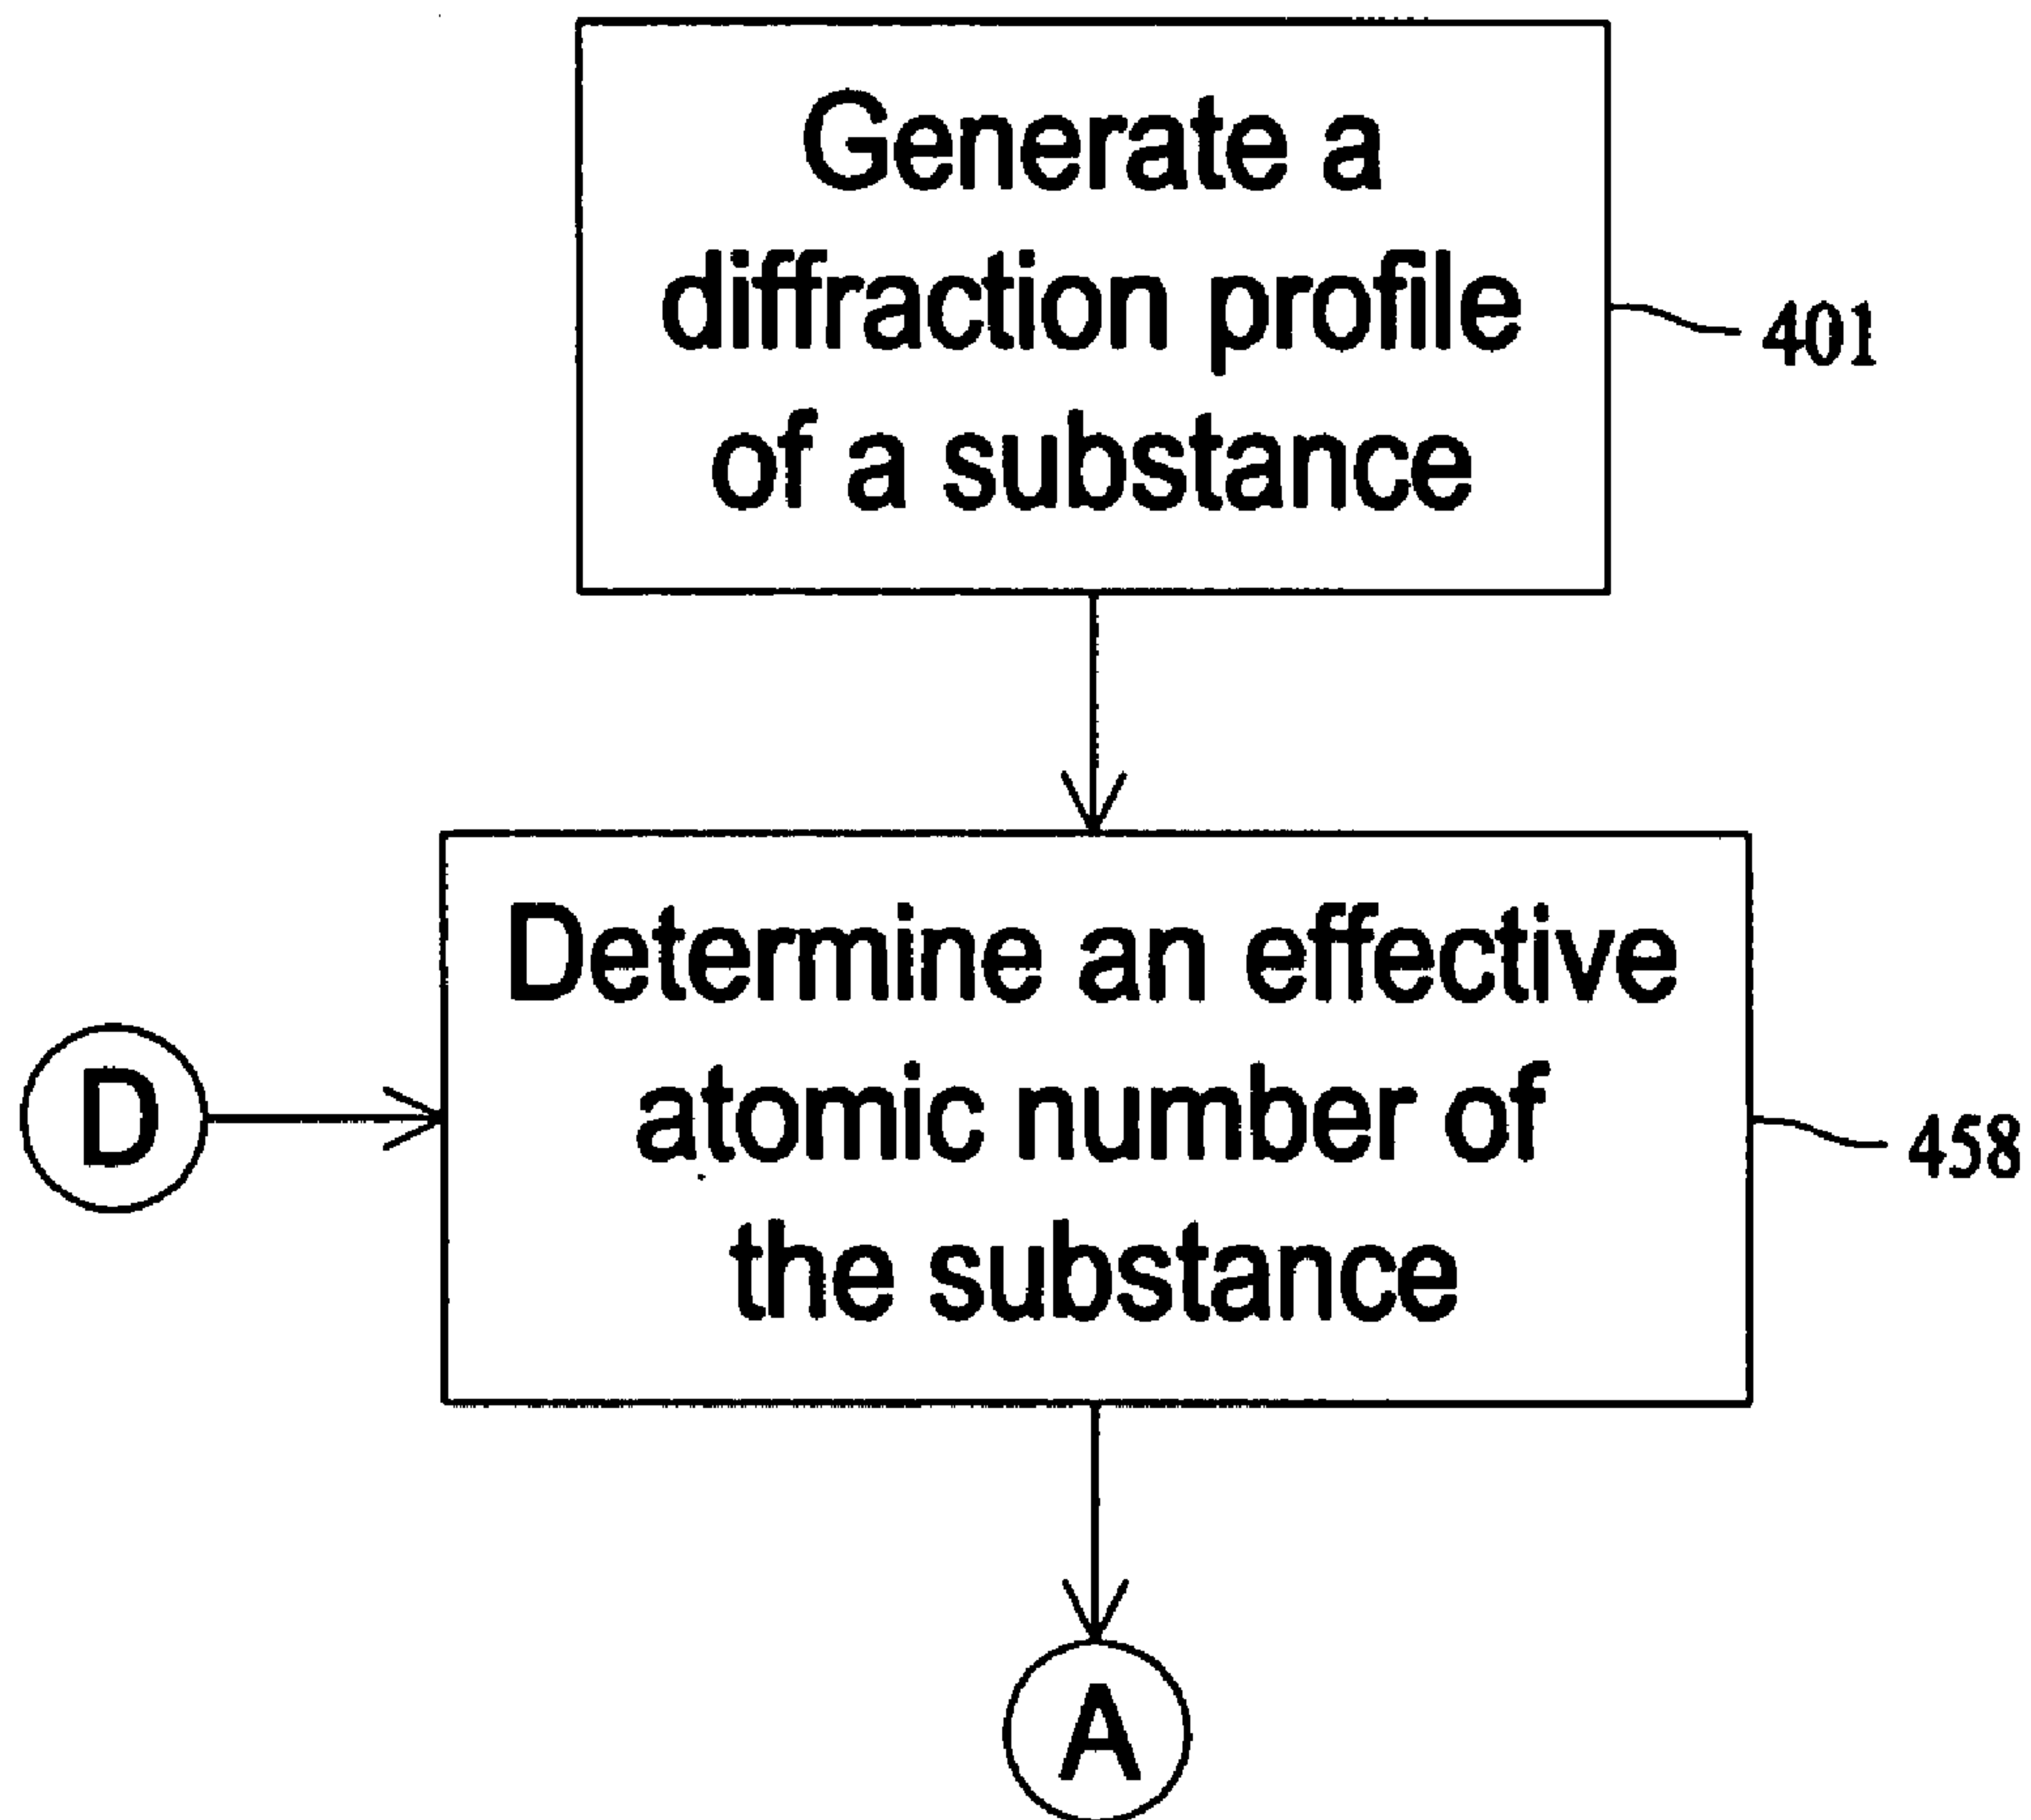 Generate a
diffraction profile
of a substance
401
Determine an effective
atomic number of
the substance
D
458
A